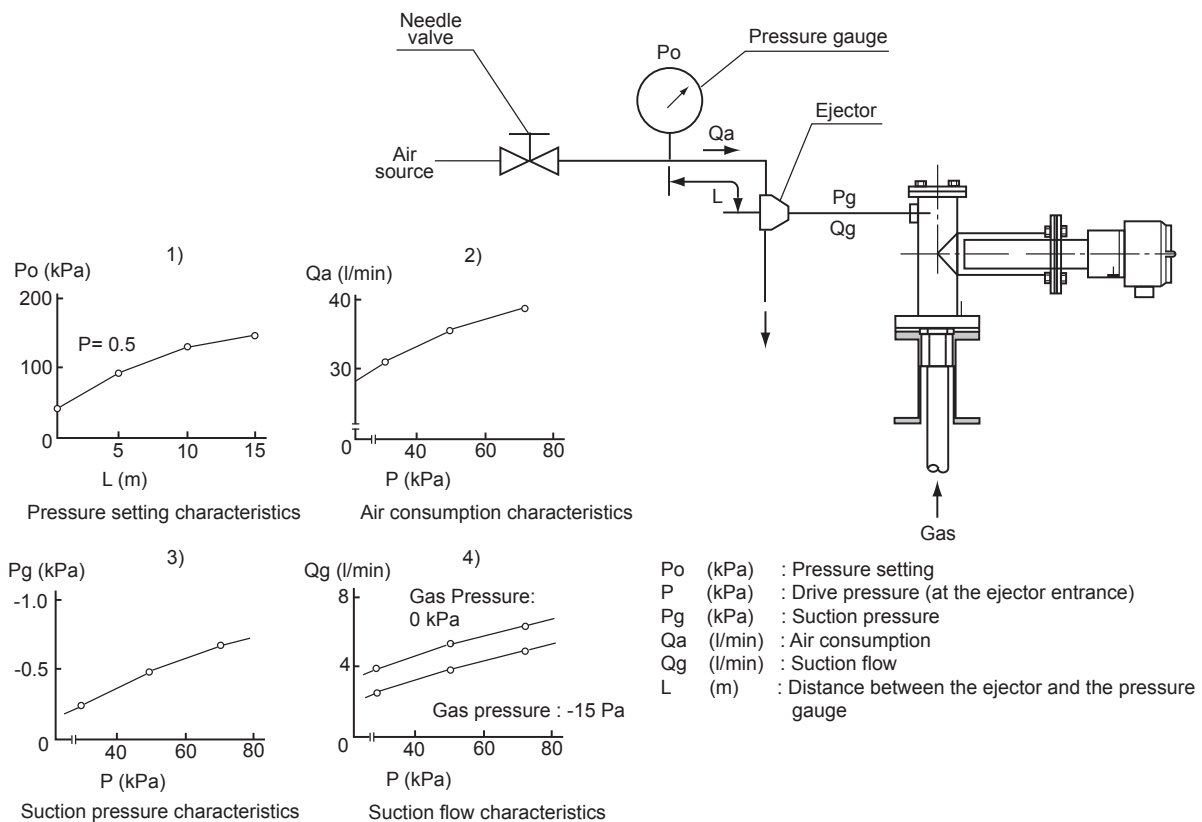 Needle
valve
Pressure gauge
Po
Ejector
Qa
Air
source
L
Pg
Qg
Gas
1)
Po (kPa)
200
100
0
P= 0.5
5
10
15
L (m)
Pressure setting characteristics
2)
Qa (l/min)
40
30
0
40
60
80
P (kPa)
Air consumption characteristics
3)
Pg (kPa)
-1.0
-0.5
0
40
60
80
P (kPa)
Suction pressure characteristics
4)
Qg (l/min)
8
4
0
Gas Pressure:
0 kPa
Gas pressure : -15 Pa
40
60
80
P (kPa)
Suction flow characteristics
Po (kPa) : Pressure setting
P (kPa) : Drive pressure (at the ejector entrance)
Pg (kPa) : Suction pressure
Qa (l/min) : Air consumption
Qg (l/min) : Suction flow
L (m) : Distance between the ejector and the pressure
gauge